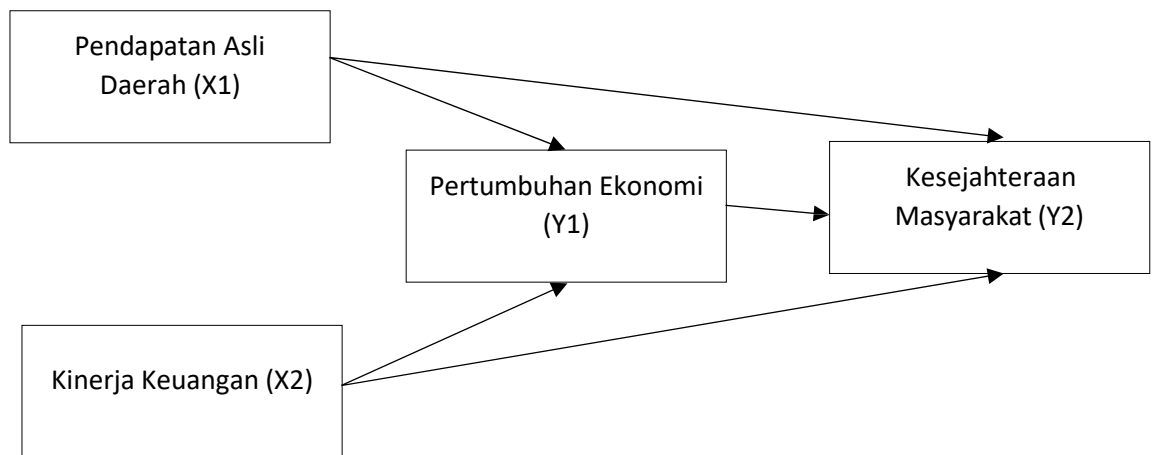 Pendapatan Asli
Daerah (X1)
Pertumbuhan Ekonomi
(Y1)
Kesejahteraan
Masyarakat (Y2)
Kinerja Keuangan (X2)